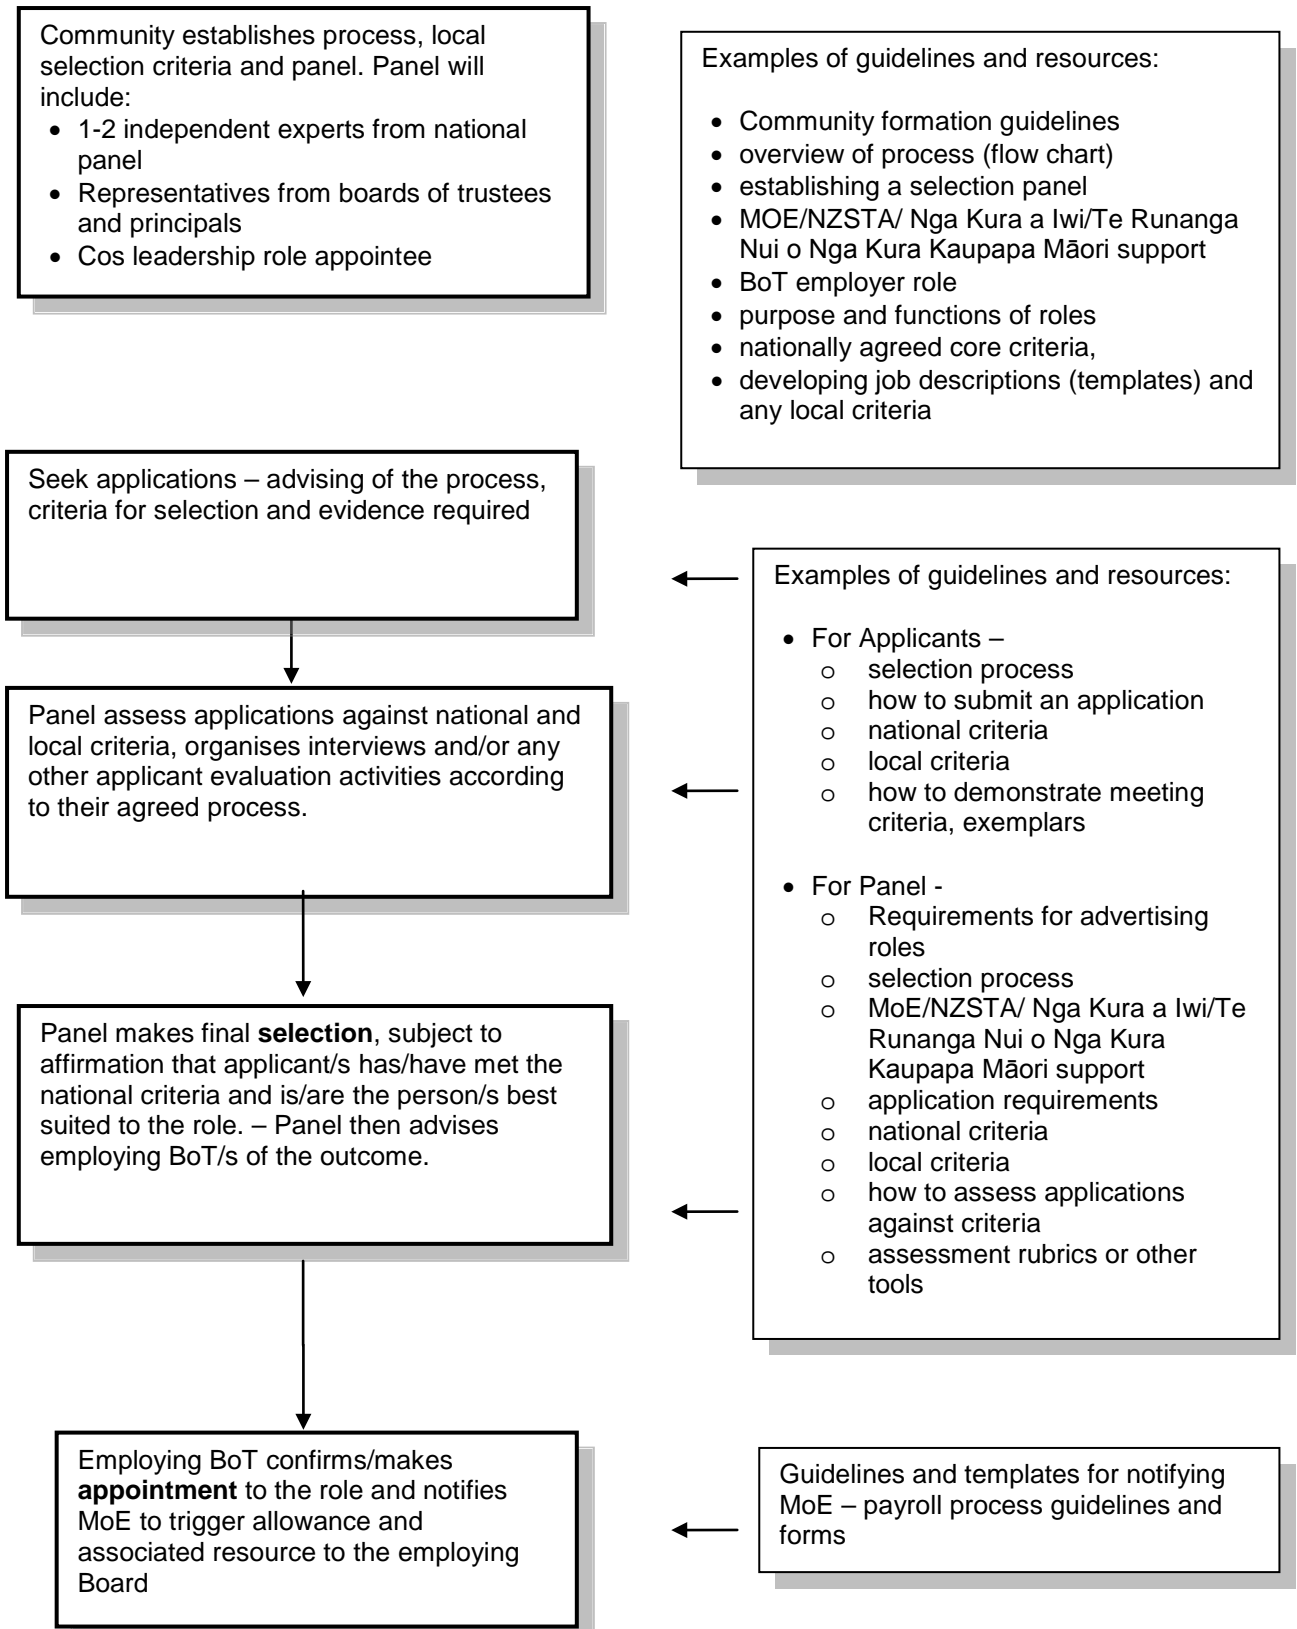 Community establishes process, local
selection criteria and panel. Panel will
include:
• 1-2 independent experts from national
panel
• Representatives from boards of trustees
and principals
• Cos leadership role appointee
Examples of guidelines and resources:
• Community formation guidelines
• overview of process (flow chart)
• establishing a selection panel
• MOE/NZSTA/ Nga Kura a Iwi/Te Runanga
Nui o Nga Kura Kaupapa Māori support
• BoT employer role
• purpose and functions of roles
• nationally agreed core criteria,
• developing job descriptions (templates) and
any local criteria
Seek applications – advising of the process,
criteria for selection and evidence required
Panel assess applications against national and
local criteria, organises interviews and/or any
other applicant evaluation activities according
to their agreed process.
Panel makes final selection, subject to
affirmation that applicant/s has/have met the
national criteria and is/are the person/s best
suited to the role. – Panel then advises
employing BoT/s of the outcome.
Examples of guidelines and resources:
• For Applicants –
o selection process
o how to submit an application
o national criteria
o local criteria
o how to demonstrate meeting
criteria, exemplars
• For Panel -
o Requirements for advertising
roles
o selection process
o MoE/NZSTA/ Nga Kura a Iwi/Te
Runanga Nui o Nga Kura
Kaupapa Māori support
o application requirements
o national criteria
o local criteria
o how to assess applications
against criteria
o assessment rubrics or other
tools
Employing BoT confirms/makes
appointment to the role and notifies
MoE to trigger allowance and
associated resource to the employing
Board
Guidelines and templates for notifying
MoE – payroll process guidelines and
forms